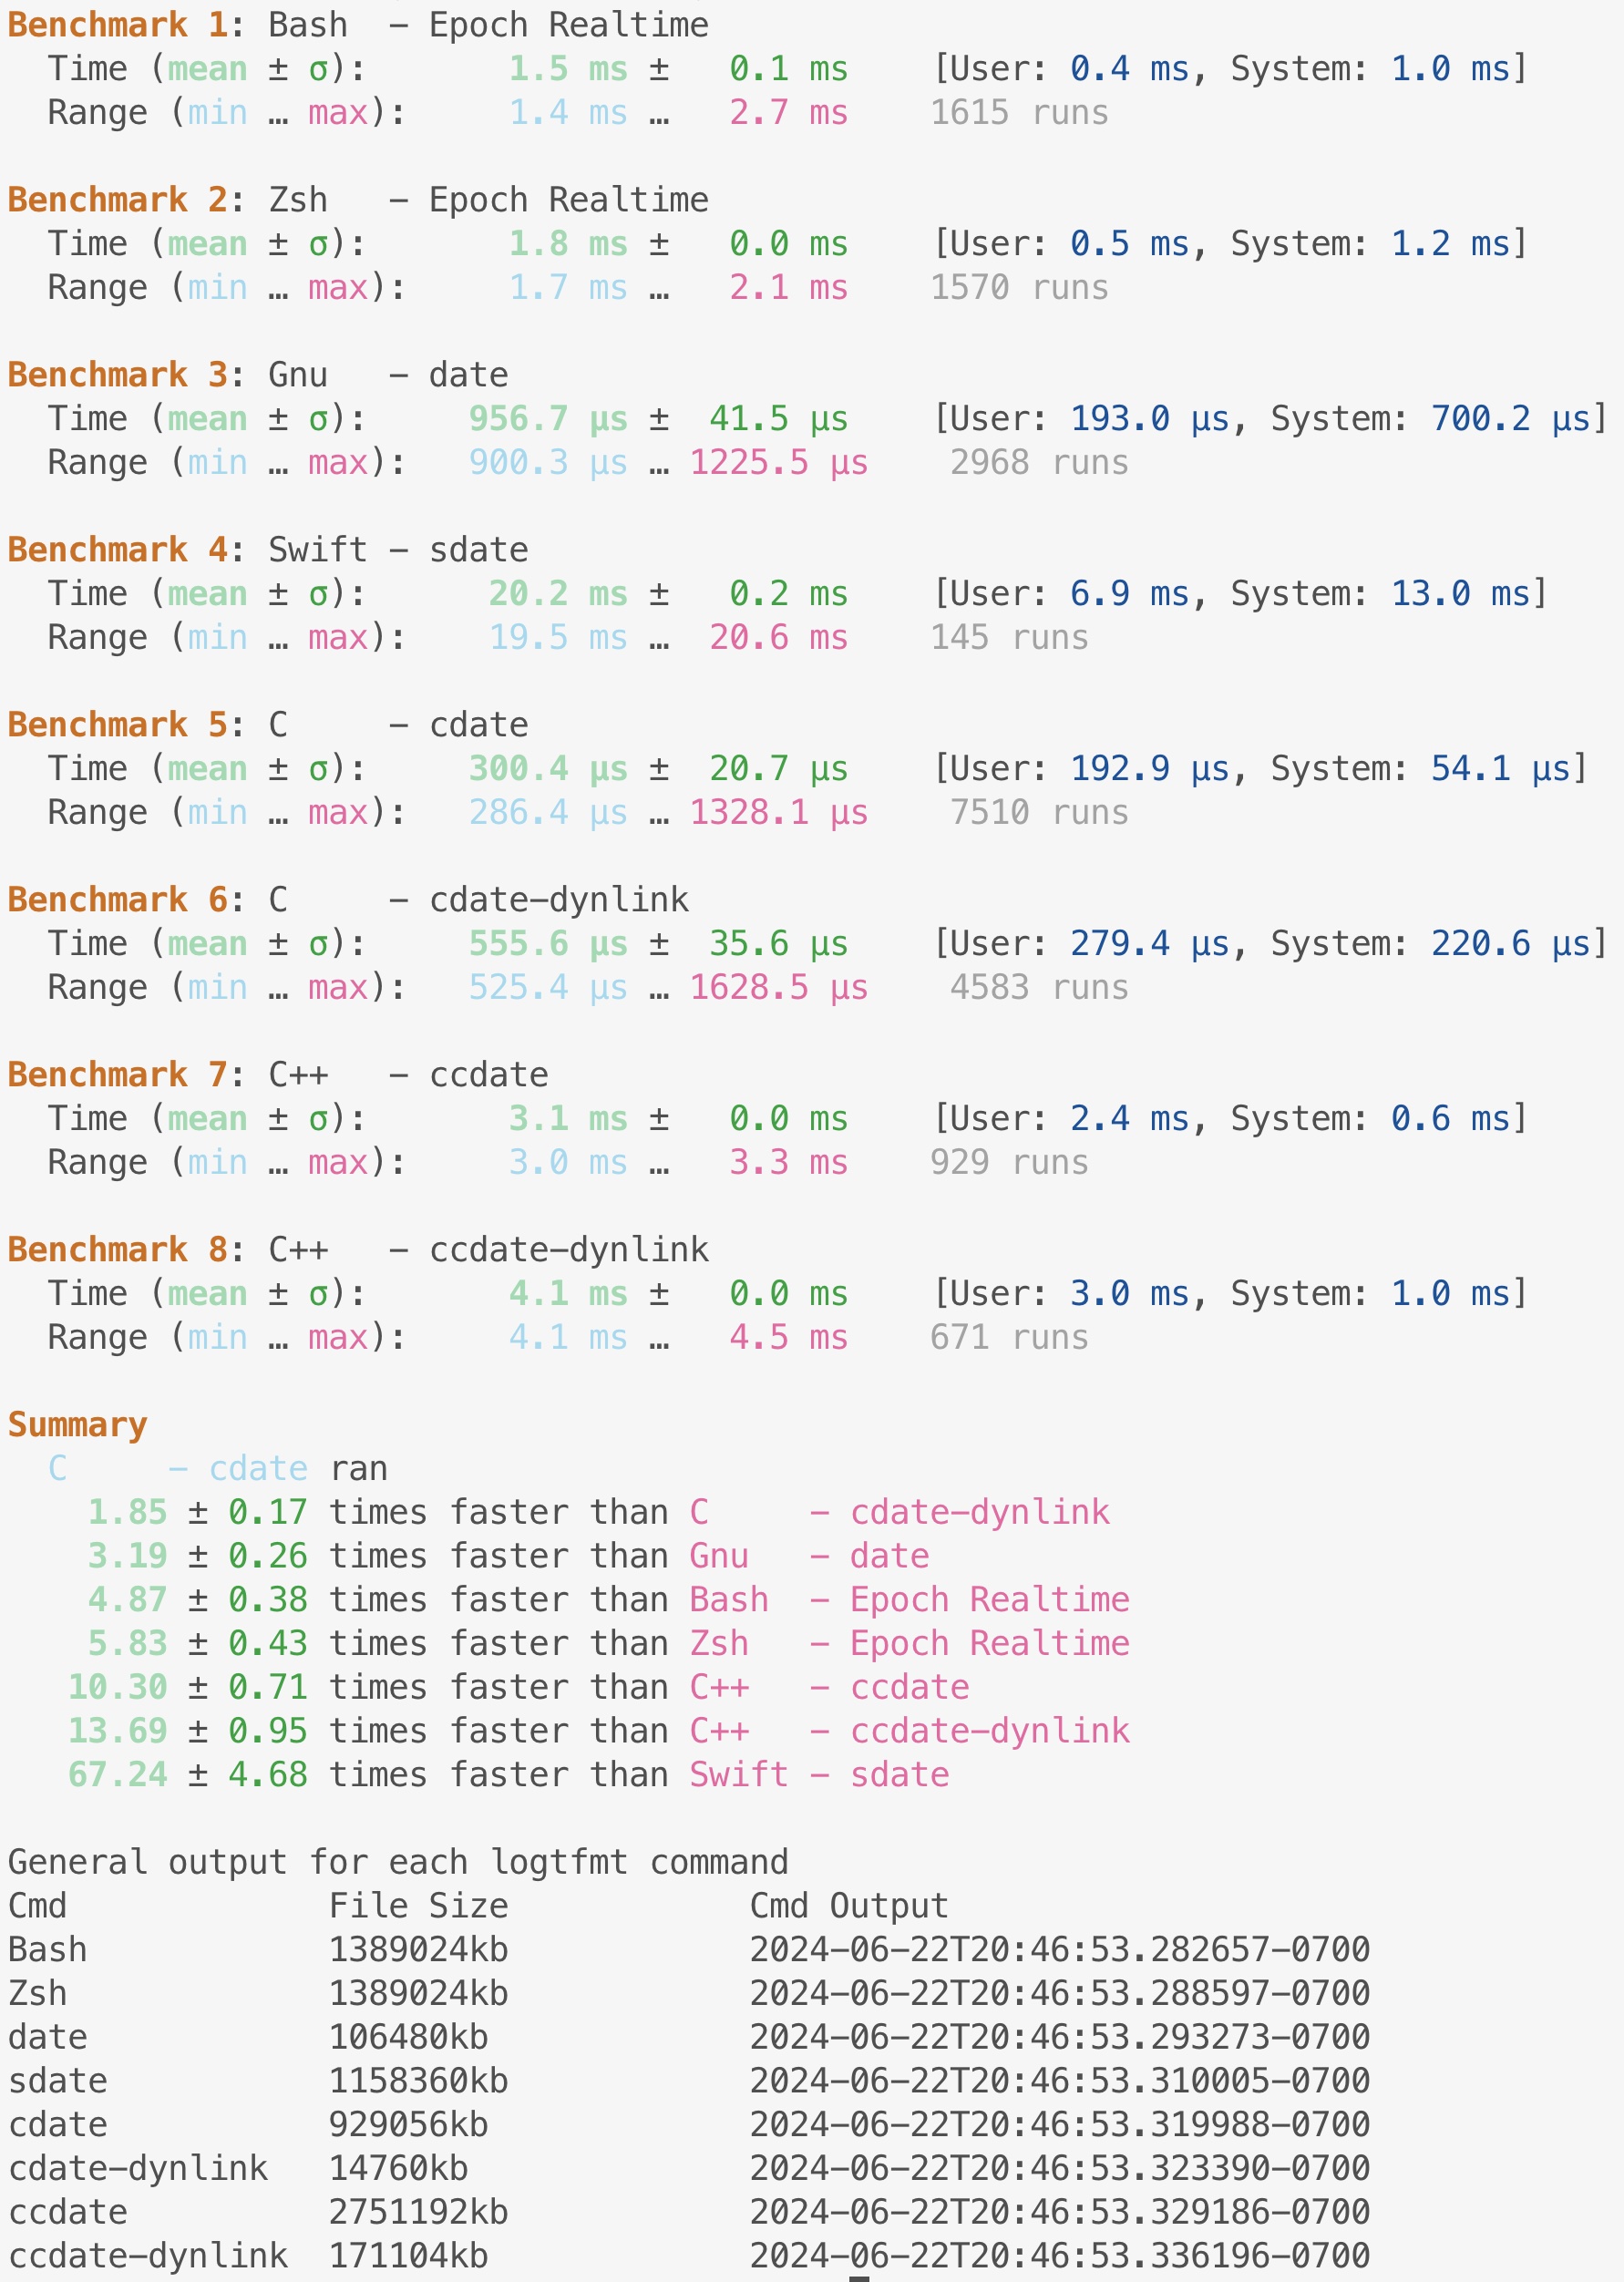 Benchmark 1: Bash  – Epoch Realtime
  Time (mean ± σ):       1.5 ms ±   0.1 ms    [User: 0.4 ms, System: 1.0 ms]
  Range (min … max):     1.4 ms …   2.7 ms    1615 runs

Benchmark 2: Zsh   – Epoch Realtime
  Time (mean ± σ):       1.8 ms ±   0.0 ms    [User: 0.5 ms, System: 1.2 ms]
  Range (min … max):     1.7 ms …   2.1 ms    1570 runs

Benchmark 3: Gnu   – date
  Time (mean ± σ):     956.7 µs ±  41.5 µs    [User: 193.0 µs, System: 700.2 µs]
  Range (min … max):   900.3 µs … 1225.5 µs    2968 runs

Benchmark 4: Swift – sdate
  Time (mean ± σ):      20.2 ms ±   0.2 ms    [User: 6.9 ms, System: 13.0 ms]
  Range (min … max):    19.5 ms …  20.6 ms    145 runs

Benchmark 5: C     – cdate
  Time (mean ± σ):     300.4 µs ±  20.7 µs    [User: 192.9 µs, System: 54.1 µs]
  Range (min … max):   286.4 µs … 1328.1 µs    7510 runs

Benchmark 6: C     – cdate–dynlink
  Time (mean ± σ):     555.6 µs ±  35.6 µs    [User: 279.4 µs, System: 220.6 µs]
  Range (min … max):   525.4 µs … 1628.5 µs    4583 runs

Benchmark 7: C++   – ccdate
  Time (mean ± σ):       3.1 ms ±   0.0 ms    [User: 2.4 ms, System: 0.6 ms]
  Range (min … max):     3.0 ms …   3.3 ms    929 runs

Benchmark 8: C++   – ccdate–dynlink
  Time (mean ± σ):       4.1 ms ±   0.0 ms    [User: 3.0 ms, System: 1.0 ms]
  Range (min … max):     4.1 ms …   4.5 ms    671 runs

Summary
  C     – cdate ran
    1.85 ± 0.17 times faster than C     – cdate–dynlink
    3.19 ± 0.26 times faster than Gnu   – date
    4.87 ± 0.38 times faster than Bash  – Epoch Realtime
    5.83 ± 0.43 times faster than Zsh   – Epoch Realtime
   10.30 ± 0.71 times faster than C++   – ccdate
   13.69 ± 0.95 times faster than C++   – ccdate–dynlink
   67.24 ± 4.68 times faster than Swift – sdate

General output for each logtfmt command
Cmd             File Size            Cmd Output
Bash            1389024kb            2024–06–22T20:46:53.282657–0700
Zsh             1389024kb            2024–06–22T20:46:53.288597–0700
date            106480kb             2024–06–22T20:46:53.293273–0700
sdate           1158360kb            2024–06–22T20:46:53.310005–0700
cdate           929056kb             2024–06–22T20:46:53.319988–0700
cdate–dynlink   14760kb              2024–06–22T20:46:53.323390–0700
ccdate          2751192kb            2024–06–22T20:46:53.329186–0700
ccdate–dynlink  171104kb             2024–06–22T20:46:53.336196–0700